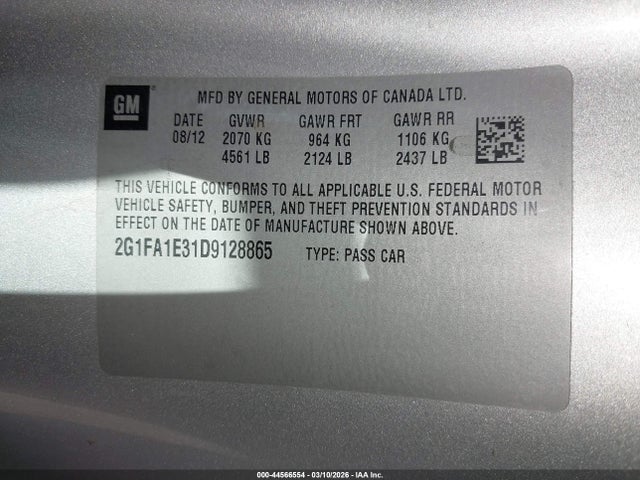 GM
MFD BY GENERAL MOTORS OF CANADA LTD.
DATE GVWR GAWR FRT GAWR RR
08/12 2070 KG 964 KG 1106 KG
4561 LB 2124 LB 2437 LB
THIS VEHICLE CONFORMS TO ALL APPLICABLE U.S. FEDERAL MOTOR
VEHICLE SAFETY, BUMPER, AND THEFT PREVENTION STANDARDS IN
EFFECT ON THE DATE OF MANUFACTURE SHOWN ABOVE.
2G1FA1E31D9128865 TYPE: PASS CAR
000-44566554 - 03/10/2026 - IAA Inc.